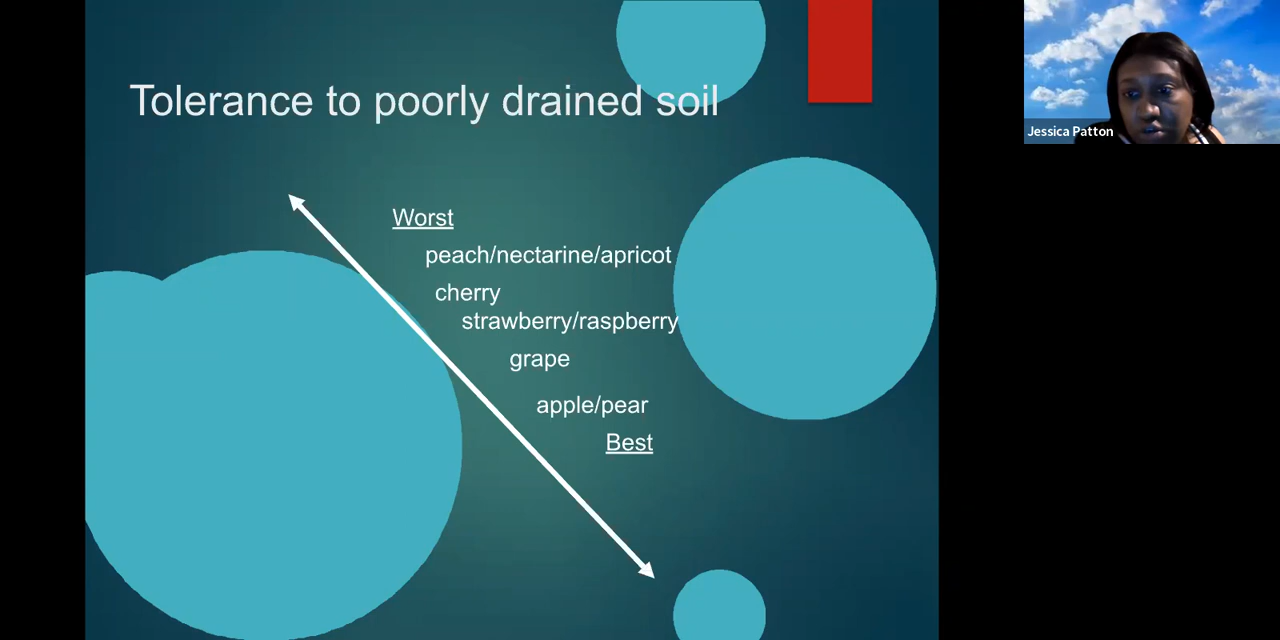 Tolerance to poorly drained soil
Jessica Patton
Worst
peach/nectarine/apricot
cherry
strawberry/raspberry
grape
apple/pear
Best